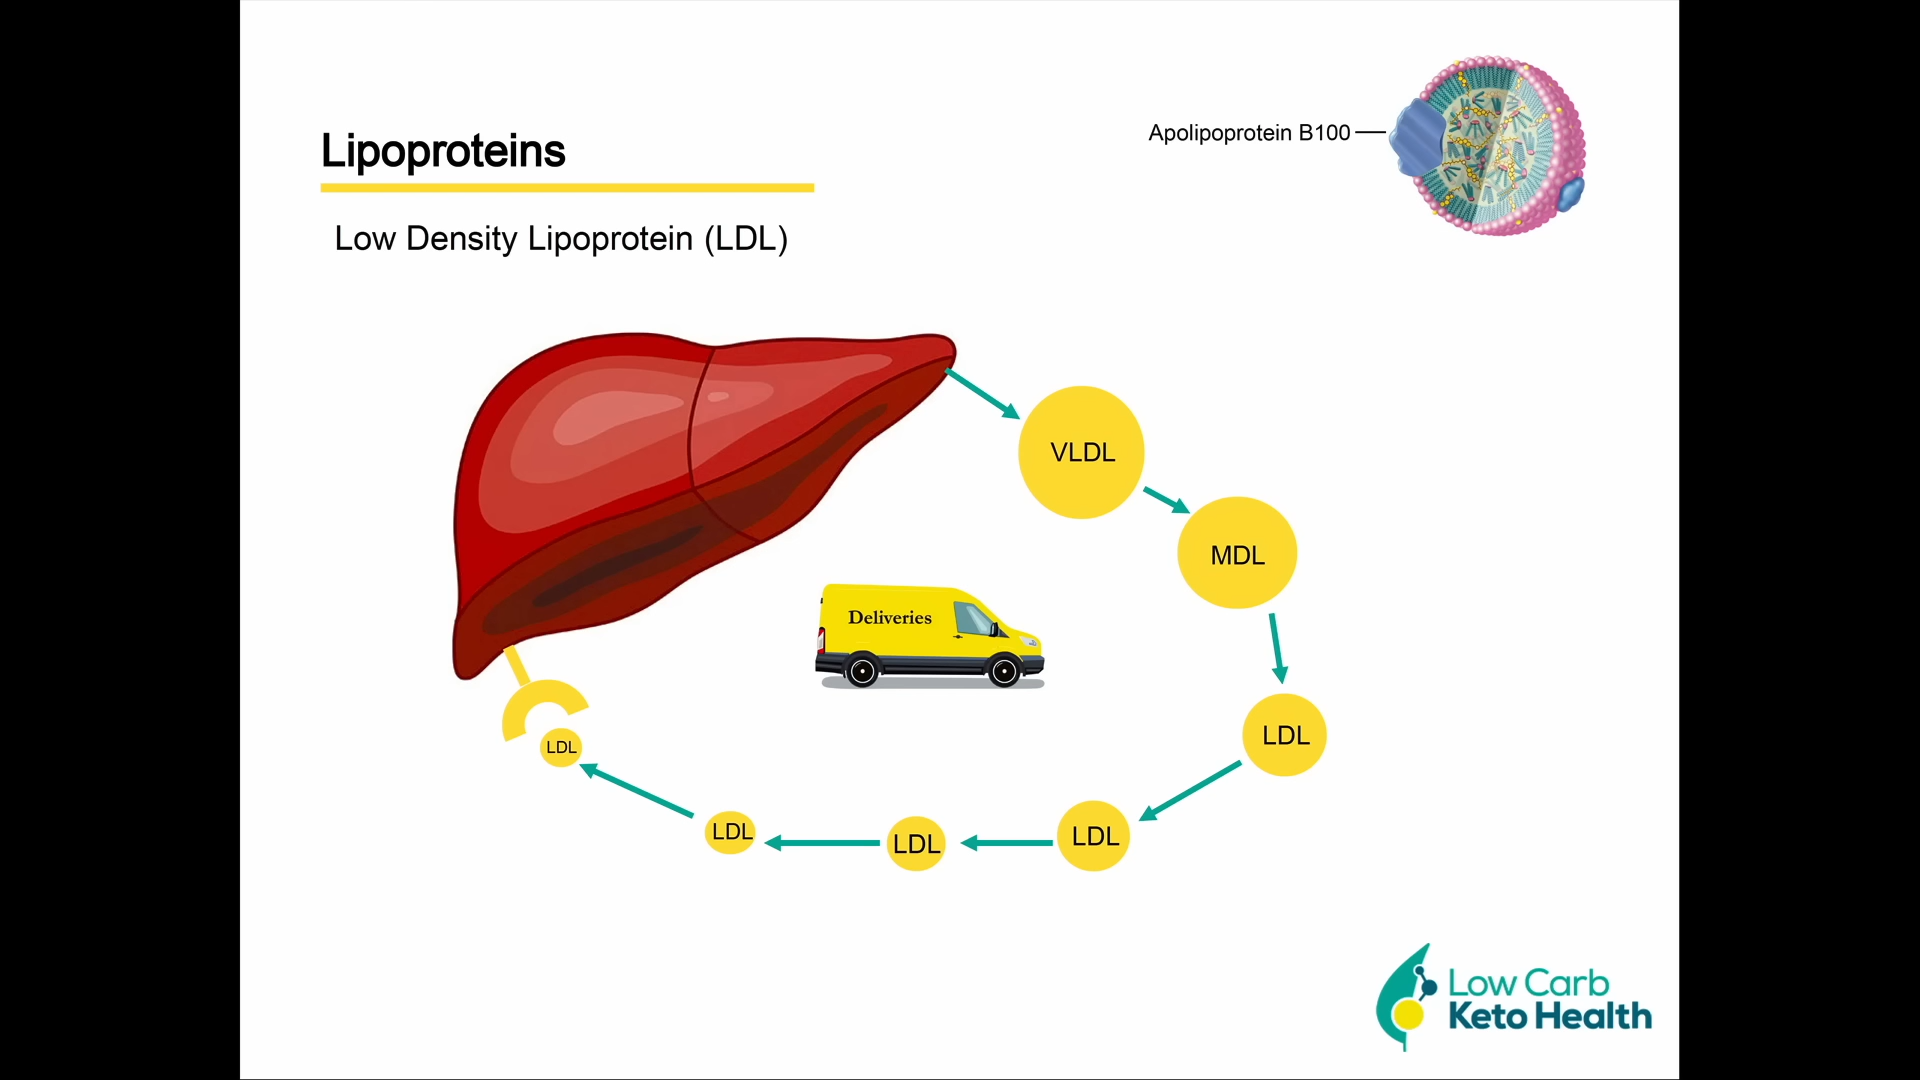 Lipoproteins
Low Density Lipoprotein (LDL)
Apolipoprotein B100
VLDL
MDL
Deliveries
LDL
LDL
LDL
LDL
LDL
Low Carb
Keto Health